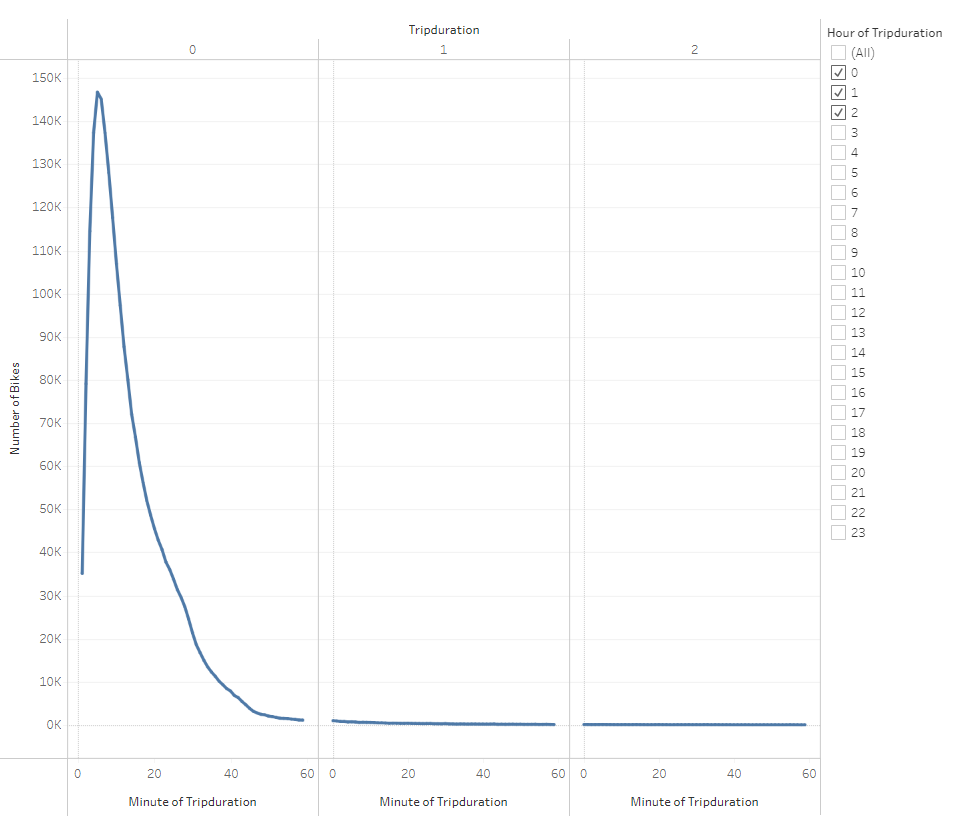 Tripduration
0 1 2
Hour of Tripduration
(All)
0
1
2
3
4
5
6
7
8
9
10
11
12
13
14
15
16
17
18
19
20
21
22
23
Number of Bikes
150K
140K
130K
120K
110K
100K
90K
80K
70K
60K
50K
40K
30K
20K
10K
0K
0 20 40 60 0 20 40 60 0 20 40 60
Minute of Tripduration Minute of Tripduration Minute of Tripduration